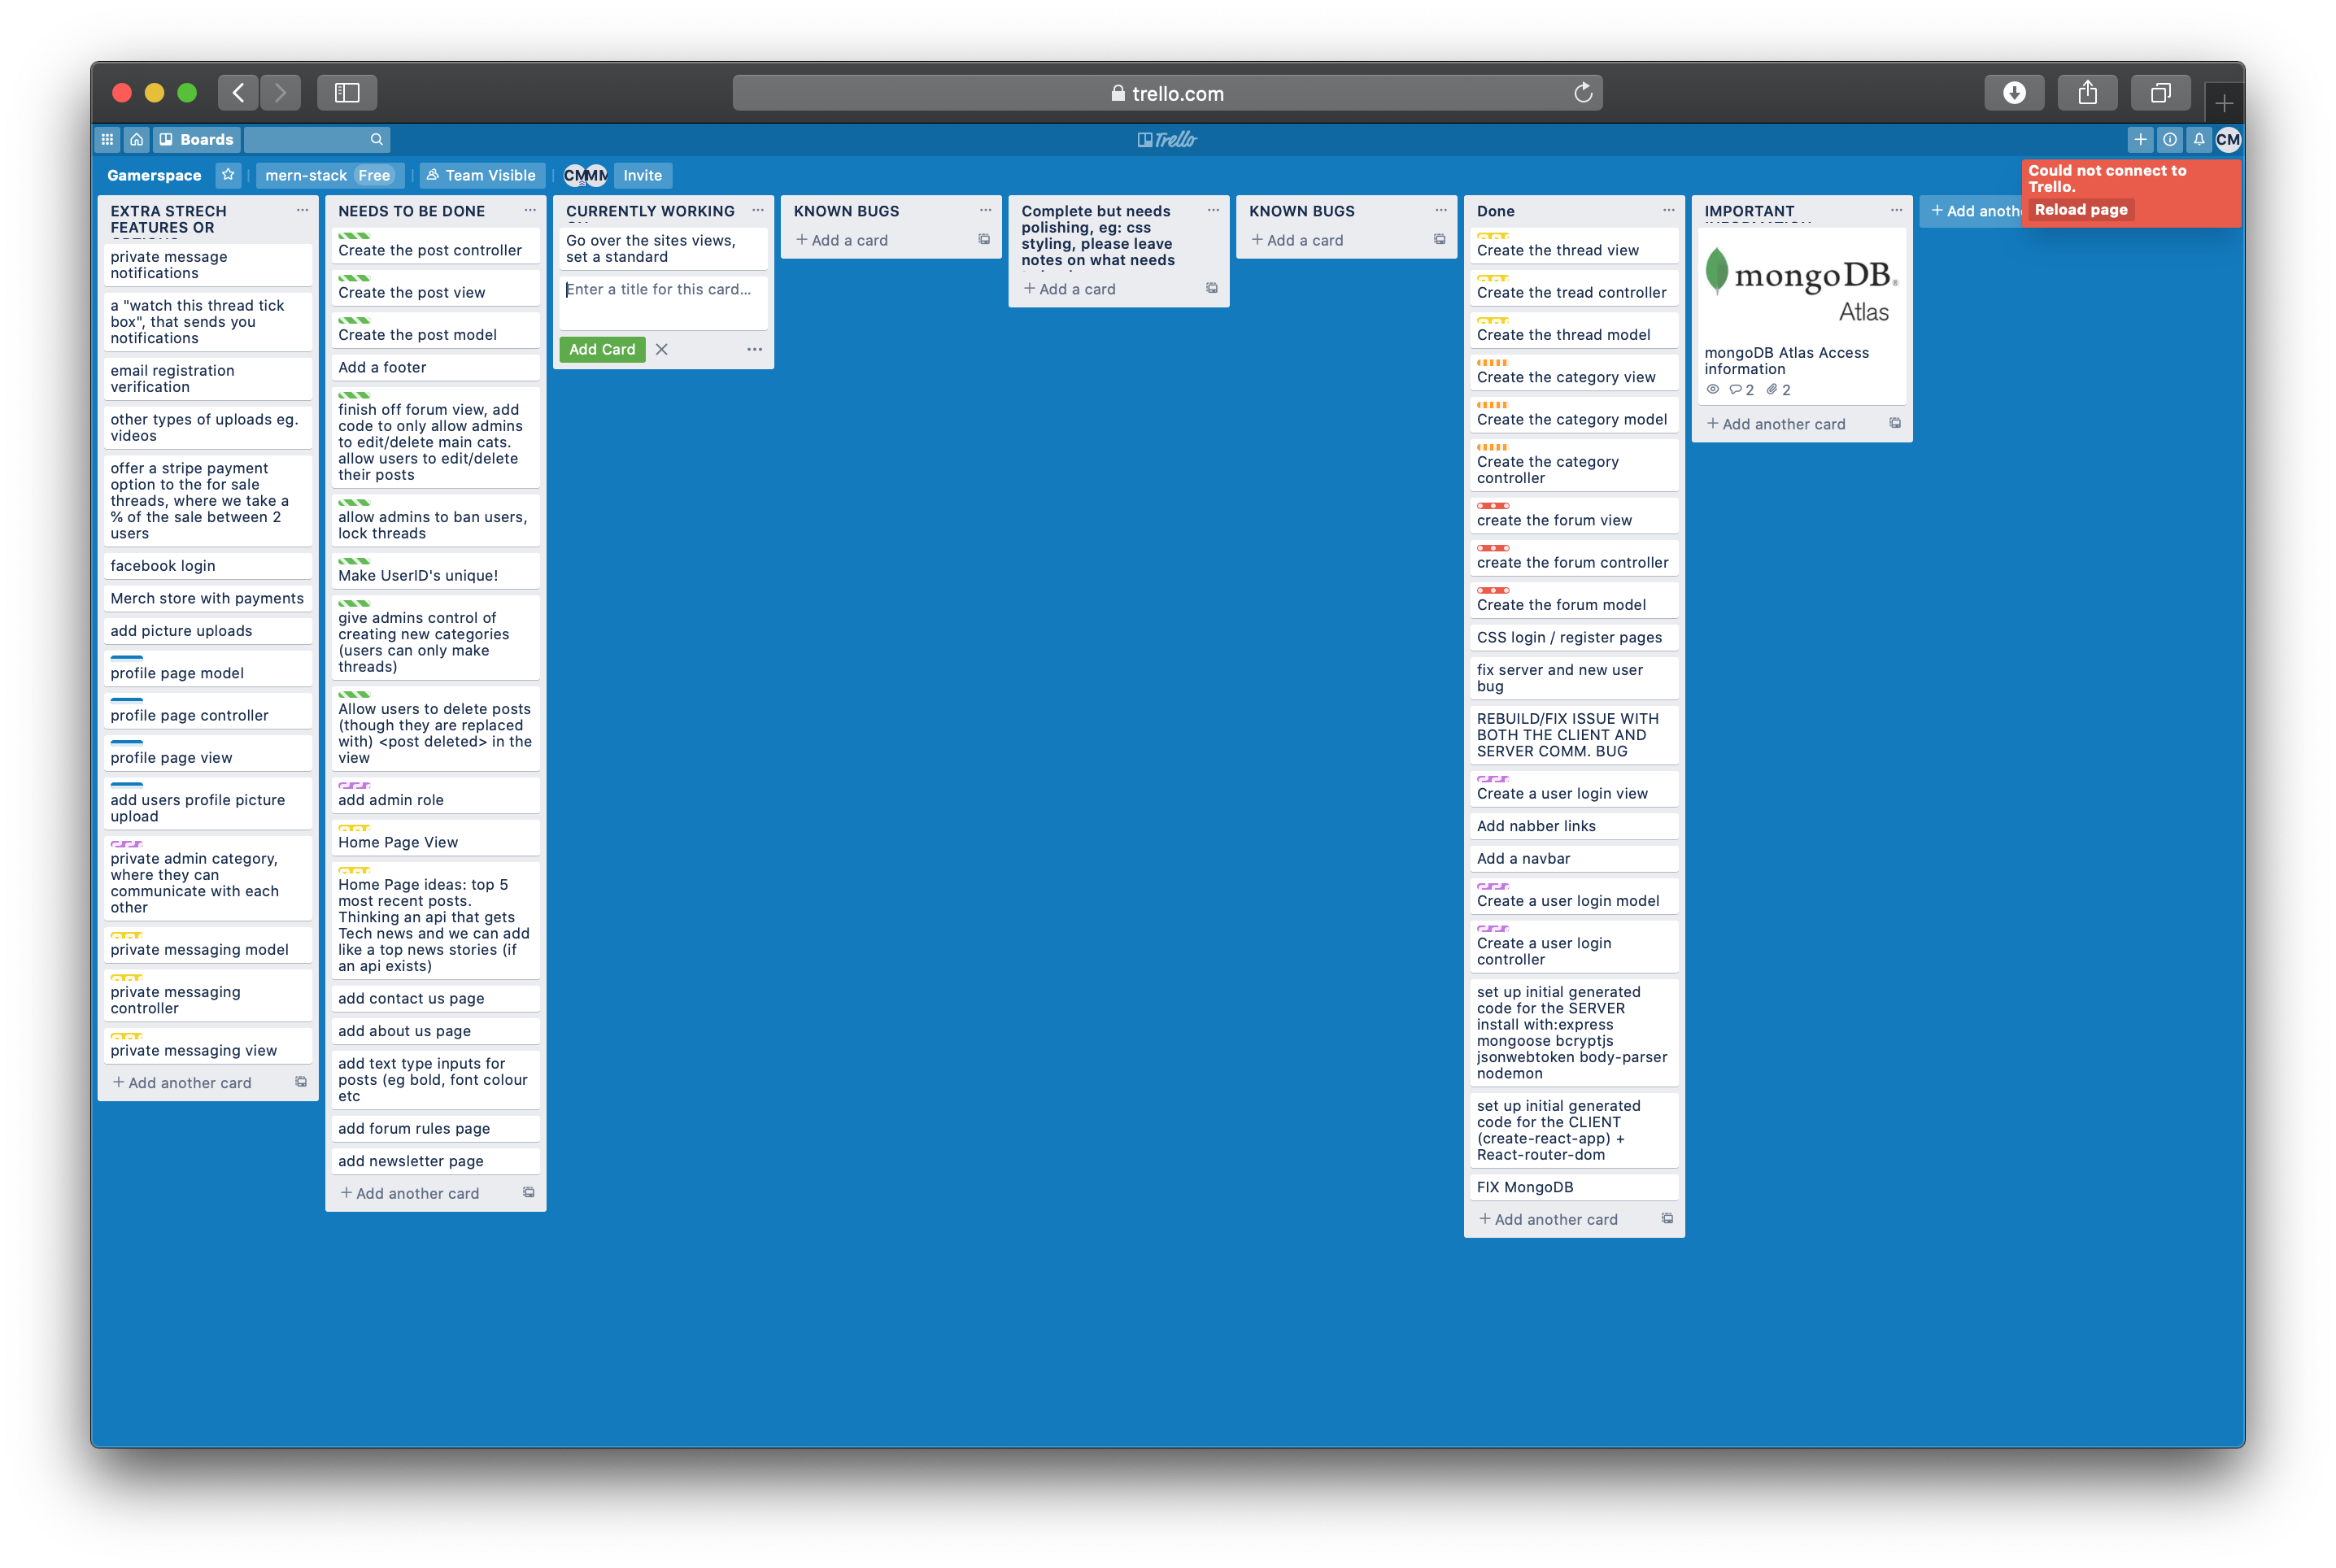 trello.com
Boards
Trello
CM
Gamerspace
mern-stack Free
Team Visible
CM
MM
Invite
Could not connect to
Trello.
Reload page
EXTRA STRECH
FEATURES OR
private message
notifications
a "watch this thread tick
box", that sends you
notifications
email registration
verification
other types of uploads eg.
videos
offer a stripe payment
option to the for sale
threads, where we take a
% of the sale between 2
users
facebook login
Merch store with payments
add picture uploads
profile page model
profile page controller
profile page view
add users profile picture
upload
private admin category,
where they can
communicate with each
other
private messaging model
private messaging
controller
private messaging view
+ Add another card
NEEDS TO BE DONE
Create the post controller
Create the post view
Create the post model
Add a footer
finish off forum view, add
code to only allow admins
to edit/delete main cats.
allow users to edit/delete
their posts
allow admins to ban users,
lock threads
Make UserID's unique!
give admins control of
creating new categories
(users can only make
threads)
Allow users to delete posts
(though they are replaced
with) <post deleted> in the
view
add admin role
Home Page View
Home Page ideas: top 5
most recent posts.
Thinking an api that gets
Tech news and we can add
like a top news stories (if
an api exists)
add contact us page
add about us page
add text type inputs for
posts (eg bold, font colour
etc
add forum rules page
add newsletter page
+ Add another card
CURRENTLY WORKING
Go over the sites views,
set a standard
Enter a title for this card...
Add Card
KNOWN BUGS
+ Add a card
Complete but needs
polishing, eg: css
styling, please leave
notes on what needs
+ Add a card
KNOWN BUGS
+ Add a card
Done
Create the thread view
Create the tread controller
Create the thread model
Create the category view
Create the category model
Create the category
controller
create the forum view
create the forum controller
Create the forum model
CSS login / register pages
fix server and new user
bug
REBUILD/FIX ISSUE WITH
BOTH THE CLIENT AND
SERVER COMM. BUG
Create a user login view
Add nabber links
Add a navbar
Create a user login model
Create a user login
controller
set up initial generated
code for the SERVER
install with:express
mongoose bcryptjs
jsonwebtoken body-parser
nodemon
set up initial generated
code for the CLIENT
(create-react-app) +
React-router-dom
FIX MongoDB
+ Add another card
IMPORTANT
mongoDB®
Atlas
mongoDB Atlas Access
information
2
2
+ Add another card
+ Add anoth